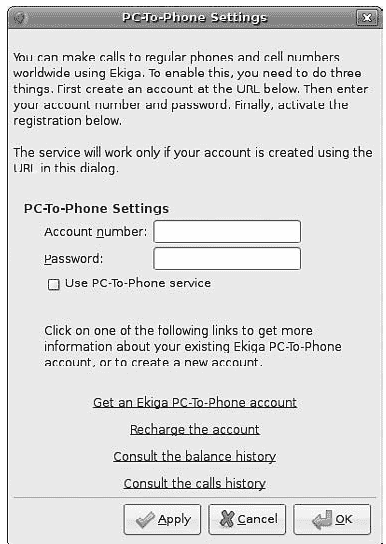 PC-To-Phone Settings
You can make calls to regular phones and cell numbers
worldwide using Ekiga. To enable this, you need to do three
things. First create an account at the URL below. Then enter
your account number and password. Finally, activate the
registration below.
The service will work only if your account is created using the
URL in this dialog.
PC-To-Phone Settings
Account number:
Password:
Use PC-To-Phone service
Click on one of the following links to get more
information about your existing Ekiga PC-To-Phone
account, or to create a new account.
Get an Ekiga PC-To-Phone account
Recharge the account
Consult the balance history
Consult the calls history
Apply
Cancel
OK